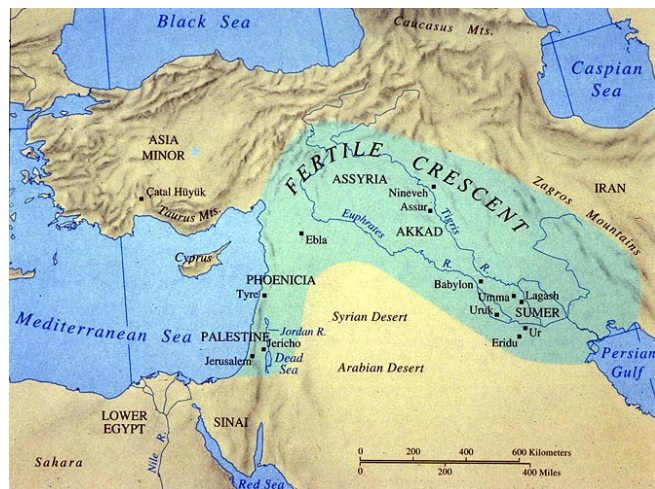 Black Sea
Caucasus Mts.
Caspian
Sea
ASIA
MINOR
FERTILE CRESCENT
ASSYRIA
IRAN
Çatal Hüyük
Nineveh
Zagros Mountains
Taurus Mts.
Assur
Tigris
R.
Euphrates
R.
AKKAD
Ebla
Cyprus
PHOENICIA
Babylon
Tyre
Umma
Lagash
Uruk
SUMER
Mediterranean Sea
Syrian Desert
PALESTINE
Jordan R.
Ur
Jericho
Eridu
Jerusalem
Dead
Sea
Persian
Gulf
Arabian Desert
LOWER
EGYPT
SINAI
Nile R.
Sahara
Red Sea
0 200 400 600 Kilometers
0 200 400 Miles